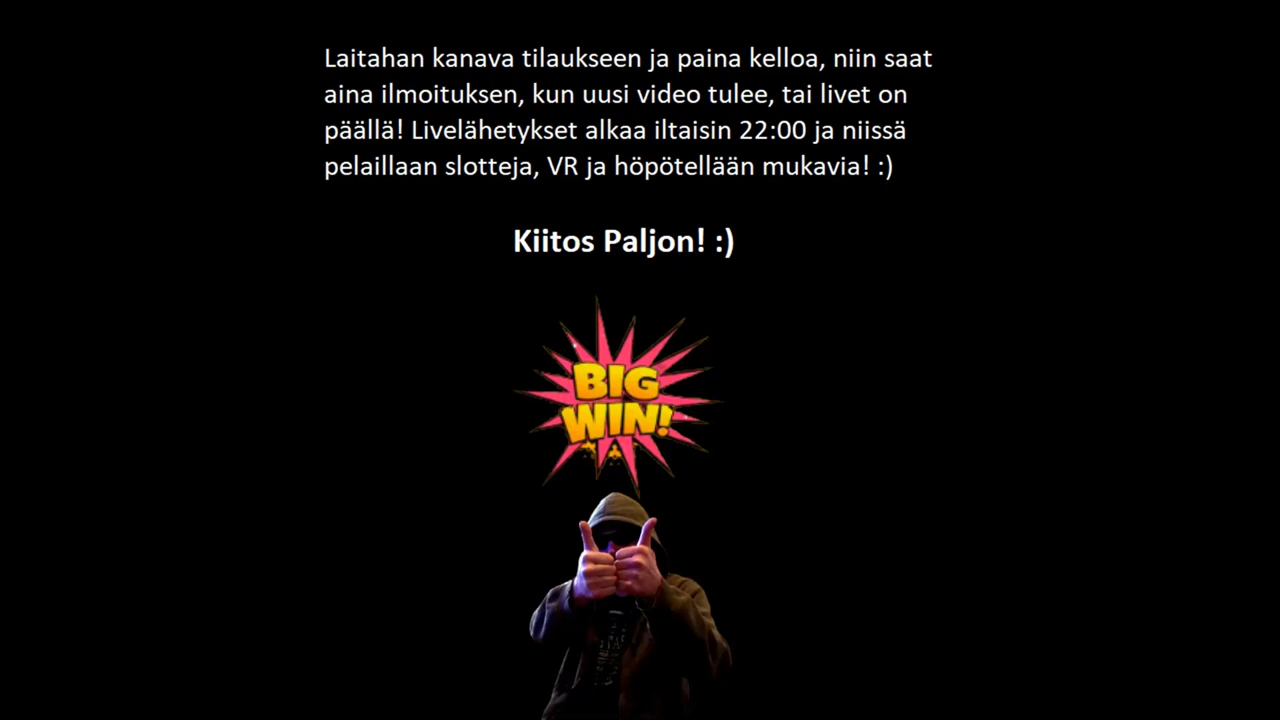 Laitahan kanava tilaukseen ja paina kelloa, niin saat
aina ilmoituksen, kun uusi video tulee, tai livet on
päällä! Livelähetykset alkaa iltaisin 22:00 ja niissä
pelaillaan slotteja, VR ja höpötellään mukavia! :)
Kiitos Paljon! :)
BIG
WIN!